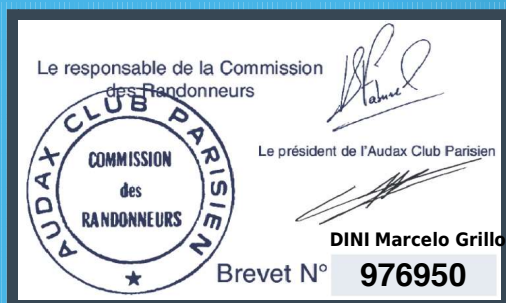 Le responsable de la Commission
des Randonneurs
AUDAX CLUB PARISIEN
COMMISSION
des
RANDONNEURS
Le président de l'Audax Club Parisien
DINI Marcelo Grillo
Brevet N° 976950